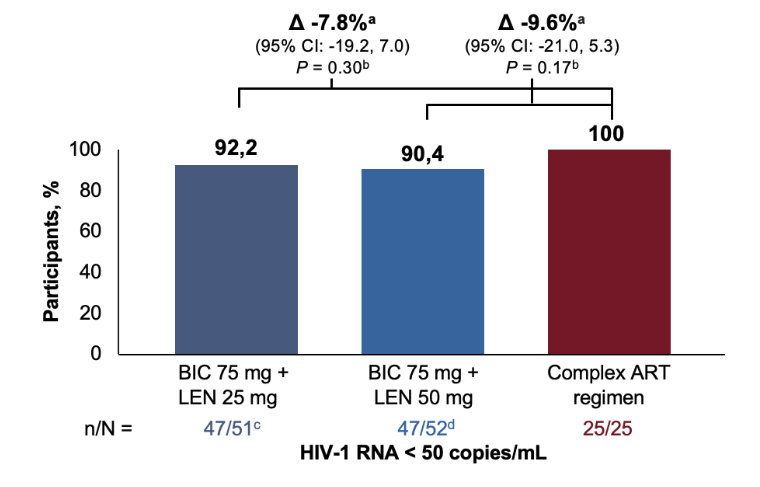 Δ -7.8%ᵃ
(95% CI: -19.2, 7.0)
P = 0.30ᵇ
Δ -9.6%ᵃ
(95% CI: -21.0, 5.3)
P = 0.17ᵇ
Participants, %
100
80
60
40
20
0
92,2
90,4
100
BIC 75 mg +
LEN 25 mg
BIC 75 mg +
LEN 50 mg
Complex ART
regimen
n/N = 47/51ᶜ 47/52ᵈ 25/25
HIV-1 RNA < 50 copies/mL